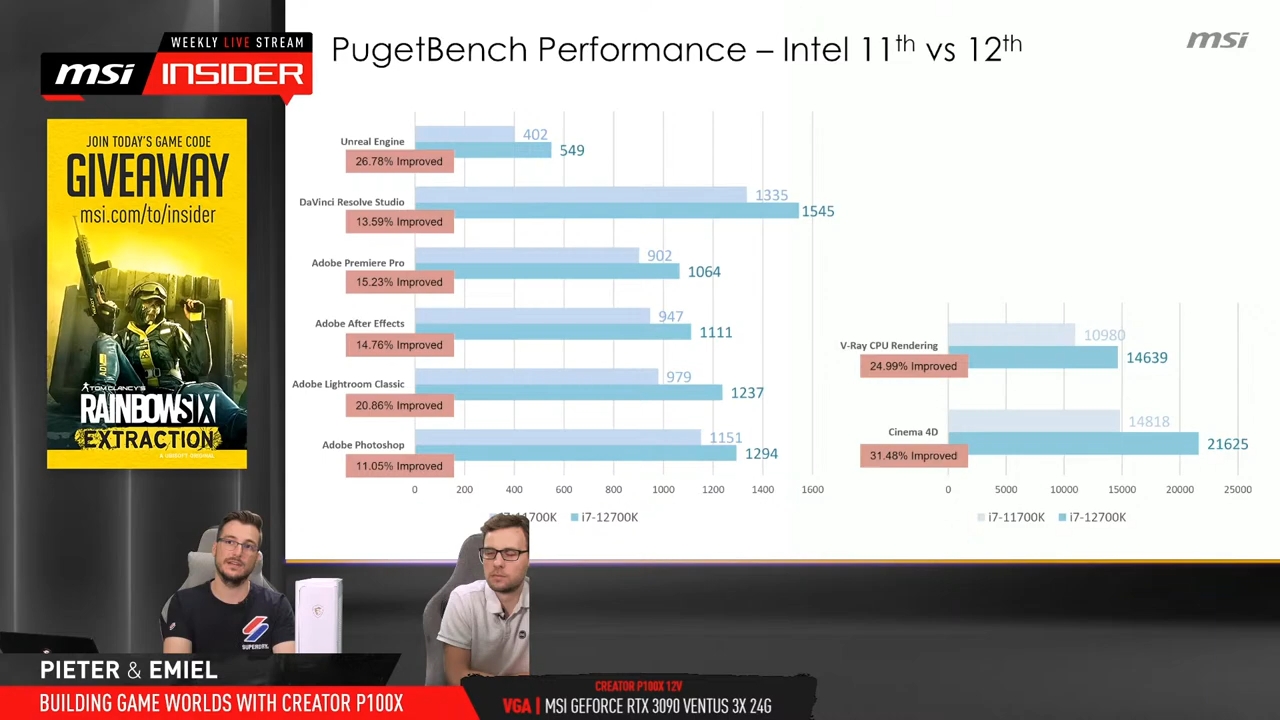 WEEKLY LIVE STREAM
msi INSIDER
PugetBench Performance – Intel 11th vs 12th
msi
JOIN TODAY'S GAME CODE
GIVEAWAY
msi.com/to/insider
TOM CLANCY'S
RAINBOW SIX
EXTRACTION
A UBISOFT ORIGINAL
Unreal Engine
402
549
26.78% Improved
DaVinci Resolve Studio
1335
1545
13.59% Improved
Adobe Premiere Pro
902
1064
15.23% Improved
Adobe After Effects
947
1111
14.76% Improved
Adobe Lightroom Classic
979
1237
20.86% Improved
Adobe Photoshop
1151
1294
11.05% Improved
0 200 400 600 800 1000 1200 1400 1600
i7-11700K i7-12700K
V-Ray CPU Rendering
10980
14639
24.99% Improved
Cinema 4D
14818
21625
31.48% Improved
0 5000 10000 15000 20000 25000
i7-11700K i7-12700K
SUPERDRY.
PIETER & EMIEL
BUILDING GAME WORLDS WITH CREATOR P100X
CREATOR P100X 12V
VGA | MSI GEFORCE RTX 3090 VENTUS 3X 24G